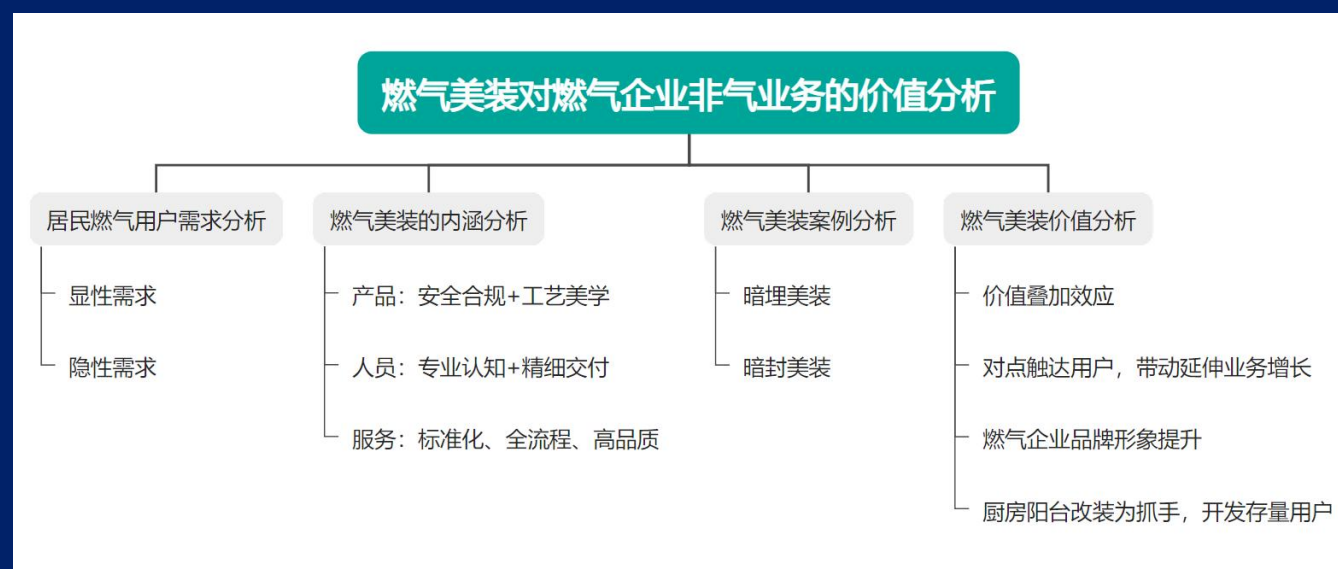 燃气美装对燃气企业非气业务的价值分析
居民燃气用户需求分析
显性需求
隐性需求
燃气美装的内涵分析
产品：安全合规+工艺美学
人员：专业认知+精细交付
服务：标准化、全流程、高品质
燃气美装案例分析
暗埋美装
暗封美装
燃气美装价值分析
价值叠加效应
对点触达用户，带动延伸业务增长
燃气企业品牌形象提升
厨房阳台改装为抓手，开发存量用户